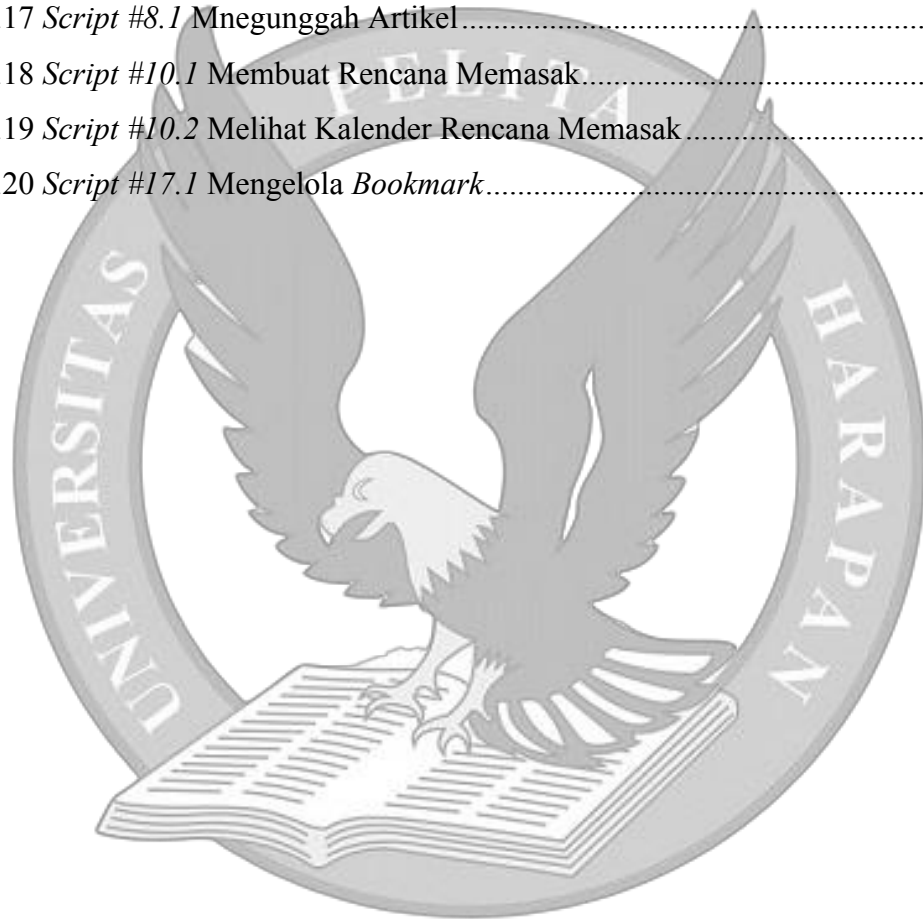 17 Script #8.1 Mnegunggah Artikel........................................................
18 Script #10.1 Membuat Rencana Memasak..........................................
19 Script #10.2 Melihat Kalender Rencana Memasak.............................
20 Script #17.1 Mengelola Bookmark.....................................................
UNIVERSITAS PELITA HARAPAN